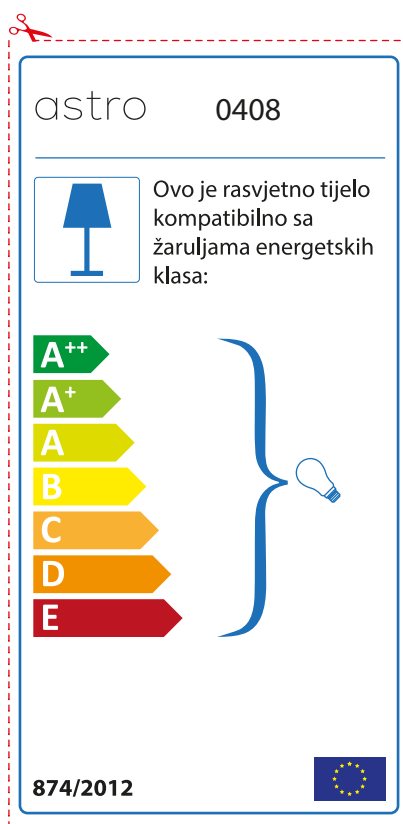 astro 0408
Ovo je rasvjetno tijelo
kompatibilno sa
žaruljama energetskih
klasa:
A++
A+
A
B
C
D
E
874/2012